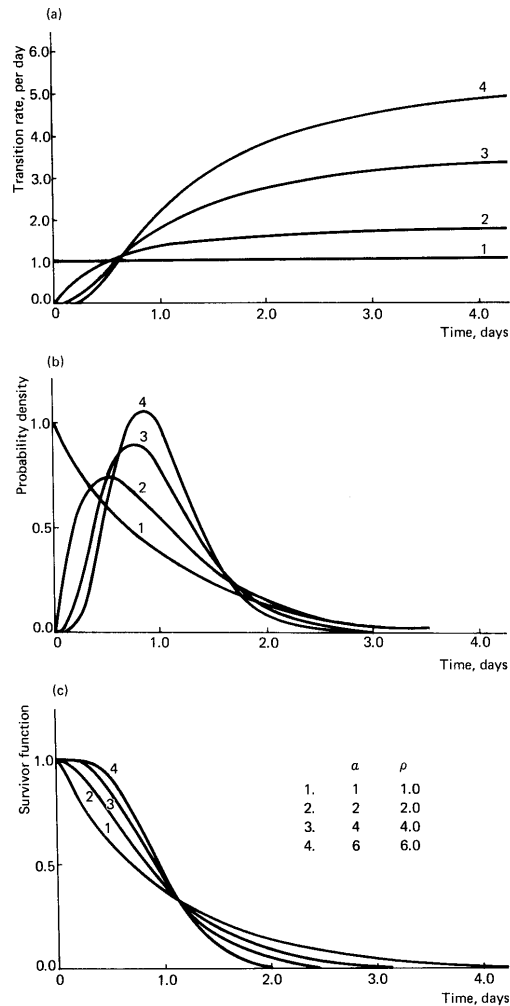 (a)
Transition rate, per day
6.0
5.0
4.0
3.0
2.0
1.0
0.0
4
3
2
1
0 1.0 2.0 3.0 4.0
Time, days
(b)
Probability density
1.0
0.5
0.0
4
3
2
1
0 1.0 2.0 3.0 4.0
Time, days
(c)
Survivor function
1.0
0.5
0.0
4
2 3
1
α ρ
1. 1 1.0
2. 2 2.0
3. 4 4.0
4. 6 6.0
0 1.0 2.0 3.0 4.0
Time, days